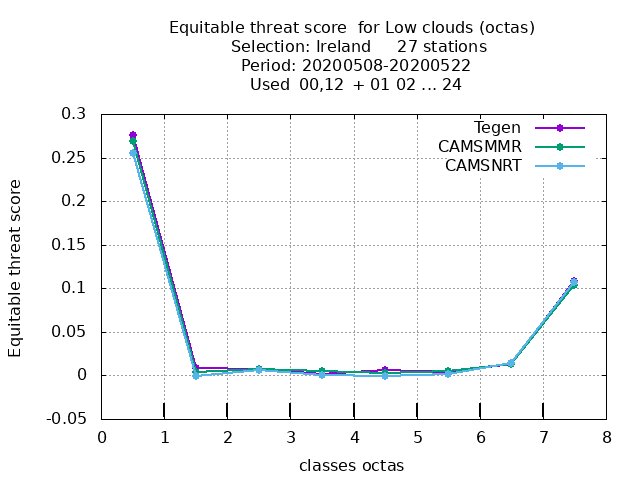 Equitable threat score  for Low clouds (octas)
Selection: Ireland     27 stations
Period: 20200508-20200522
Used  00,12  + 01 02 ... 24
Tegen
CAMSMMR
CAMSNRT
Equitable threat score
0.3
0.25
0.2
0.15
0.1
0.05
0
-0.05
0 1 2 3 4 5 6 7 8
classes octas